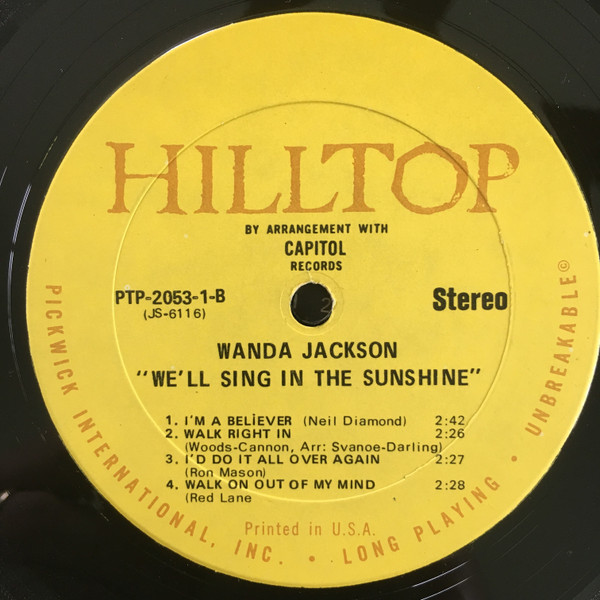 HILLTOP
BY ARRANGEMENT WITH
CAPITOL
RECORDS
PTP-2053-1-B
(JS-6116)
Stereo
WANDA JACKSON
"WE'LL SING IN THE SUNSHINE"
1. I'M A BELIEVER (Neil Diamond) 2:42
2. WALK RIGHT IN 2:26
(Woods-Cannon, Arr: Svanoe-Darling)
3. I'D DO IT ALL OVER AGAIN 2:27
(Ron Mason)
4. WALK ON OUT OF MY MIND 2:28
(Red Lane
Printed in U.S.A.
PICKWICK INTERNATIONAL, INC. • LONG PLAYING • UNBREAKABLE©
2